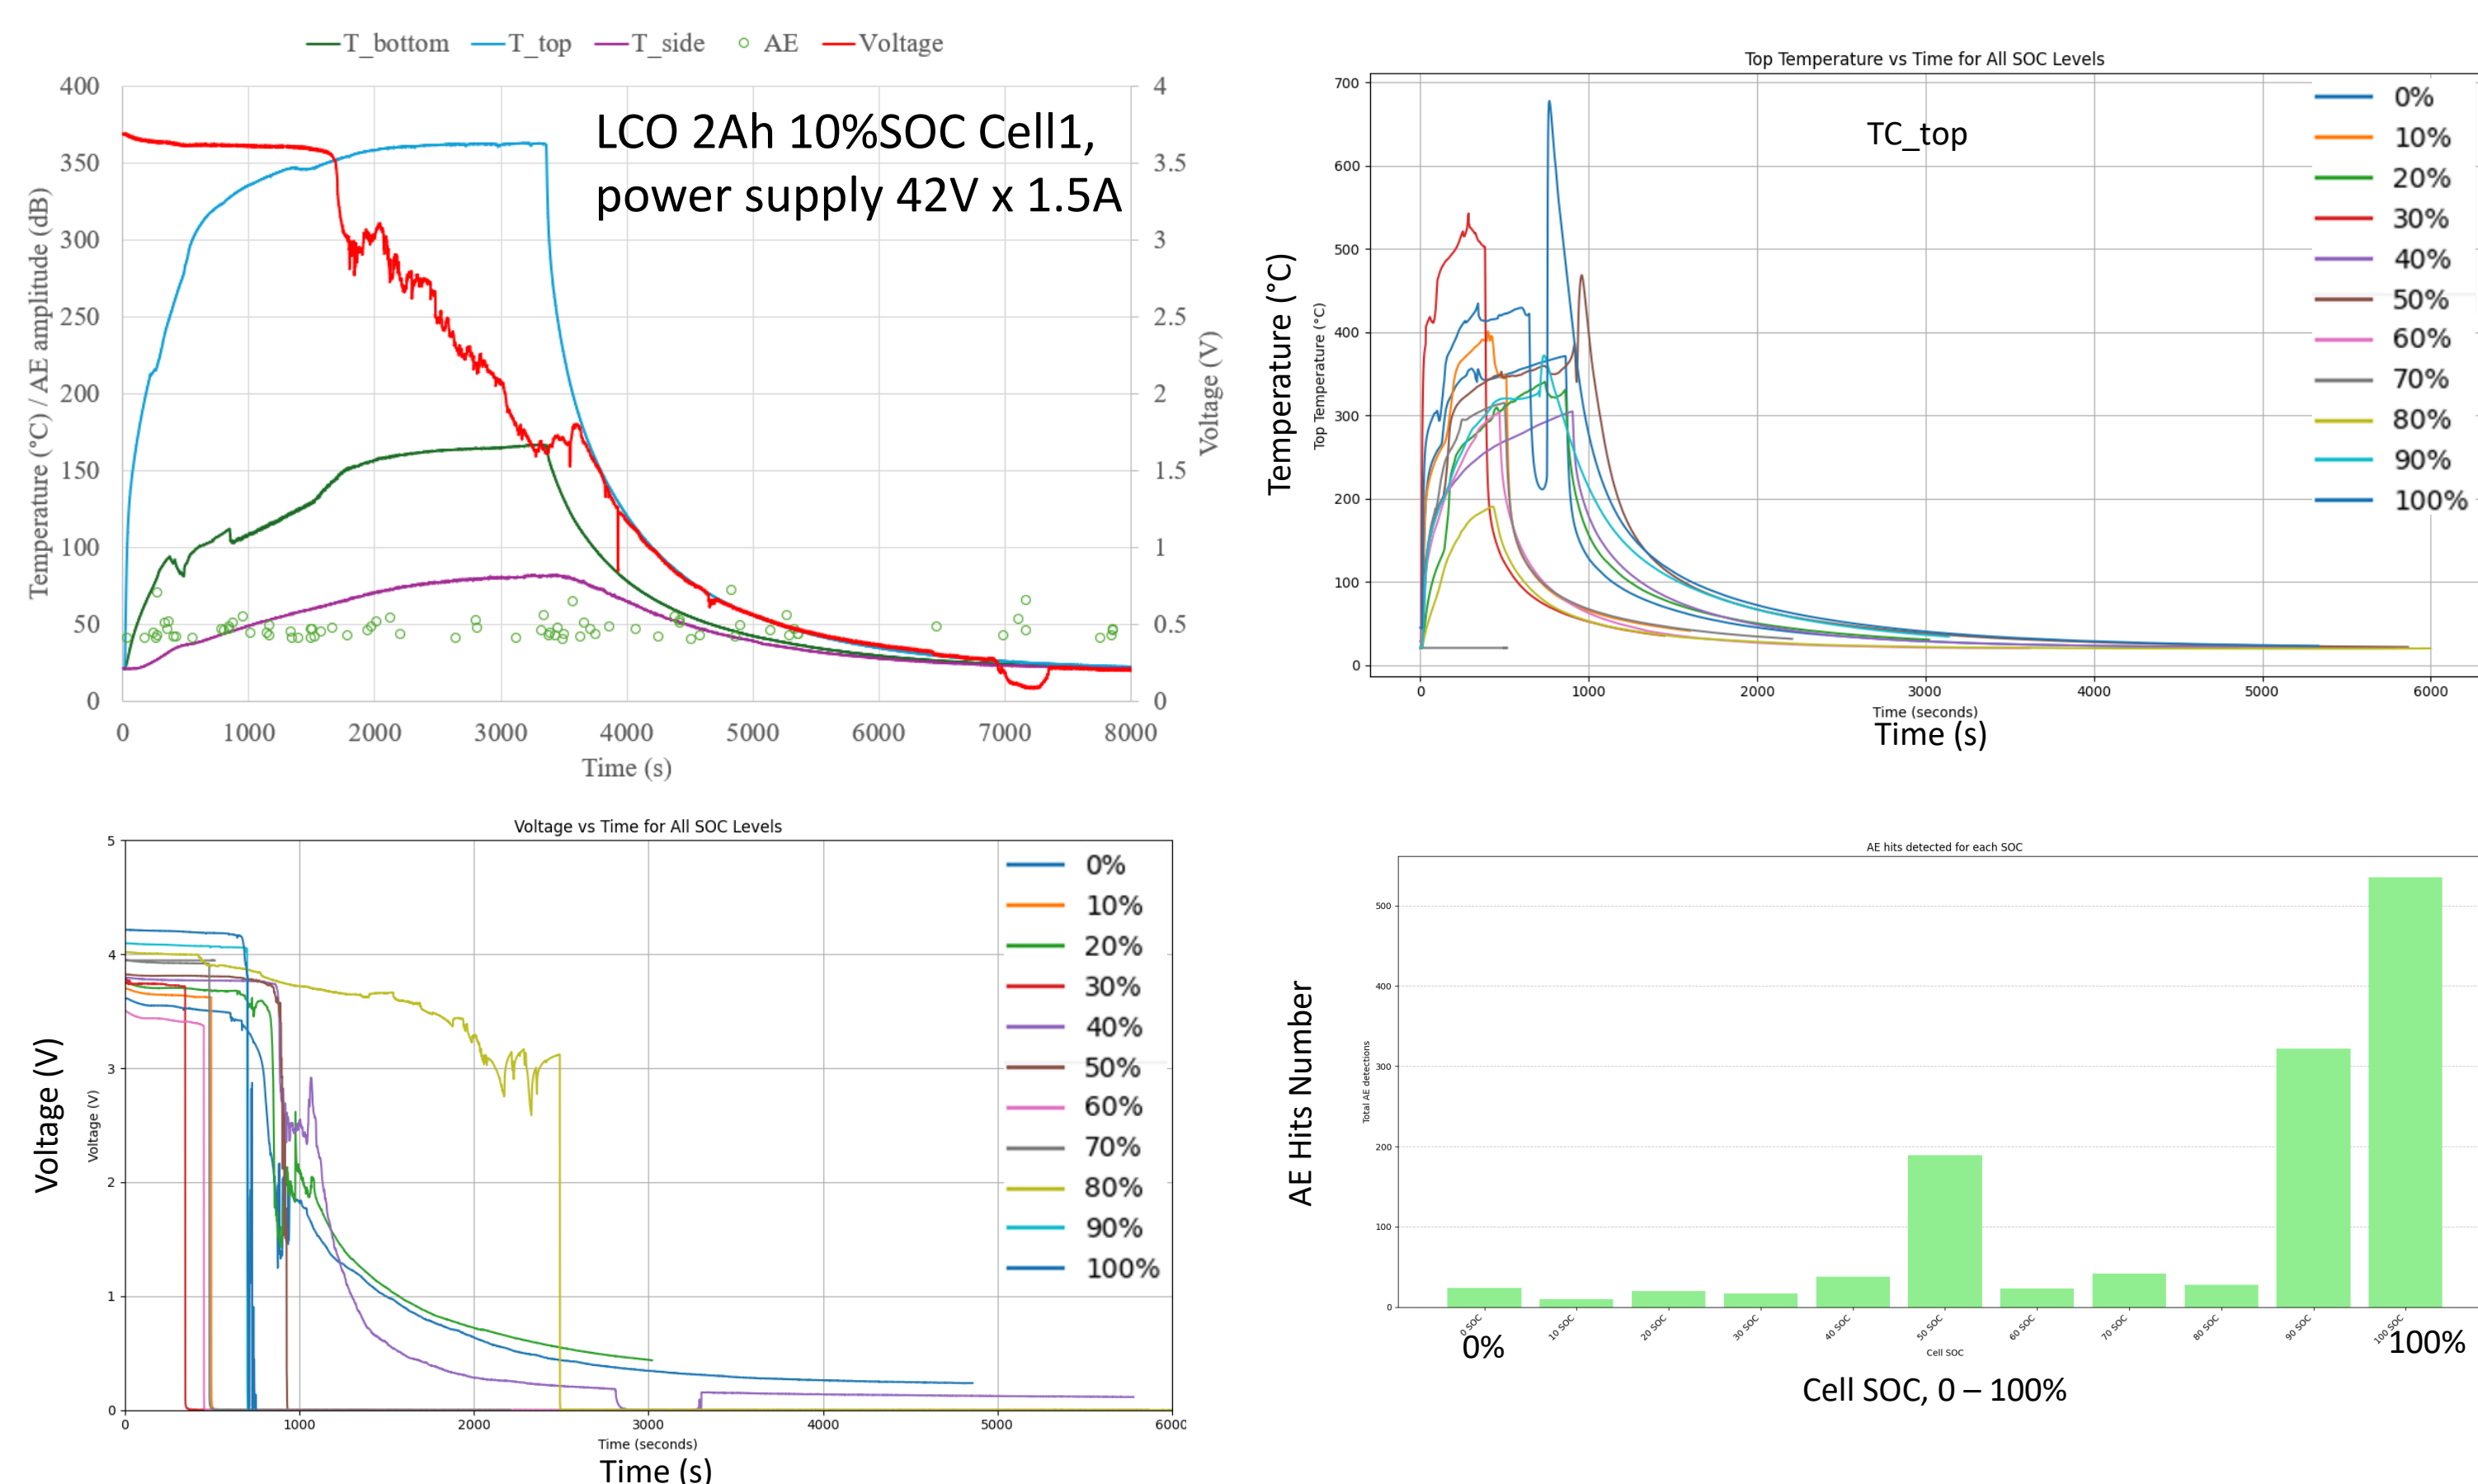 T_bottom T_top T_side AE Voltage
LCO 2Ah 10%SOC Cell1,
power supply 42V x 1.5A
Temperature (°C) / AE amplitude (dB)
400
350
300
250
200
150
100
50
0
4
3.5
3
2.5
2
1.5
1
0.5
0
Voltage (V)
0 1000 2000 3000 4000 5000 6000 7000 8000
Time (s)
Top Temperature vs Time for All SOC Levels
TC_top
Temperature (°C)
Top Temperature (°C)
700
600
500
400
300
200
100
0
0%
10%
20%
30%
40%
50%
60%
70%
80%
90%
100%
0 1000 2000 3000 4000 5000 6000
Time (seconds)
Time (s)
Voltage vs Time for All SOC Levels
Voltage (V)
Voltage (V)
5
4
3
2
1
0
0%
10%
20%
30%
40%
50%
60%
70%
80%
90%
100%
0 1000 2000 3000 4000 5000 6000
Time (seconds)
Time (s)
AE hits detected for each SOC
AE Hits Number
Total AE detections
500
400
300
200
100
0
0 SOC 10 SOC 20 SOC 30 SOC 40 SOC 50 SOC 60 SOC 70 SOC 80 SOC 90 SOC 100 SOC
0% 100%
Cell SOC
Cell SOC, 0 – 100%